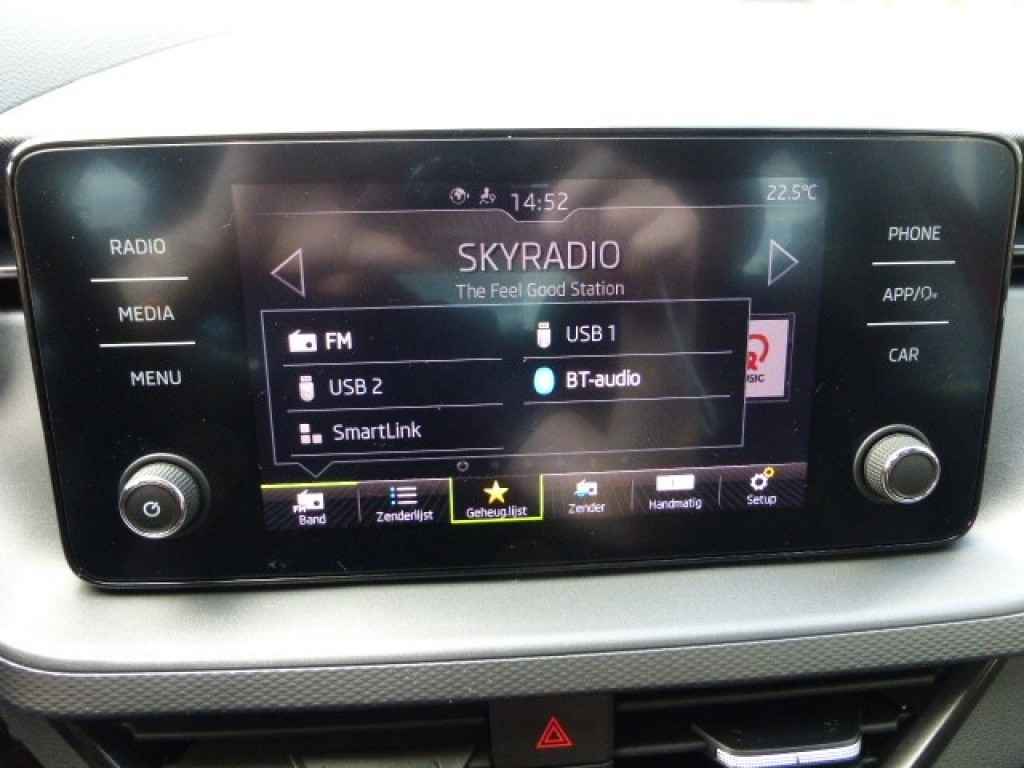 14:52
22.5°C
RADIO
MEDIA
MENU
SKYRADIO
The Feel Good Station
FM
USB 1
USB 2
BT-audio
SmartLink
PHONE
APP/
CAR
FM
Band
Zenderlijst
Geheug.lijst
Zender
Handmatig
Setup